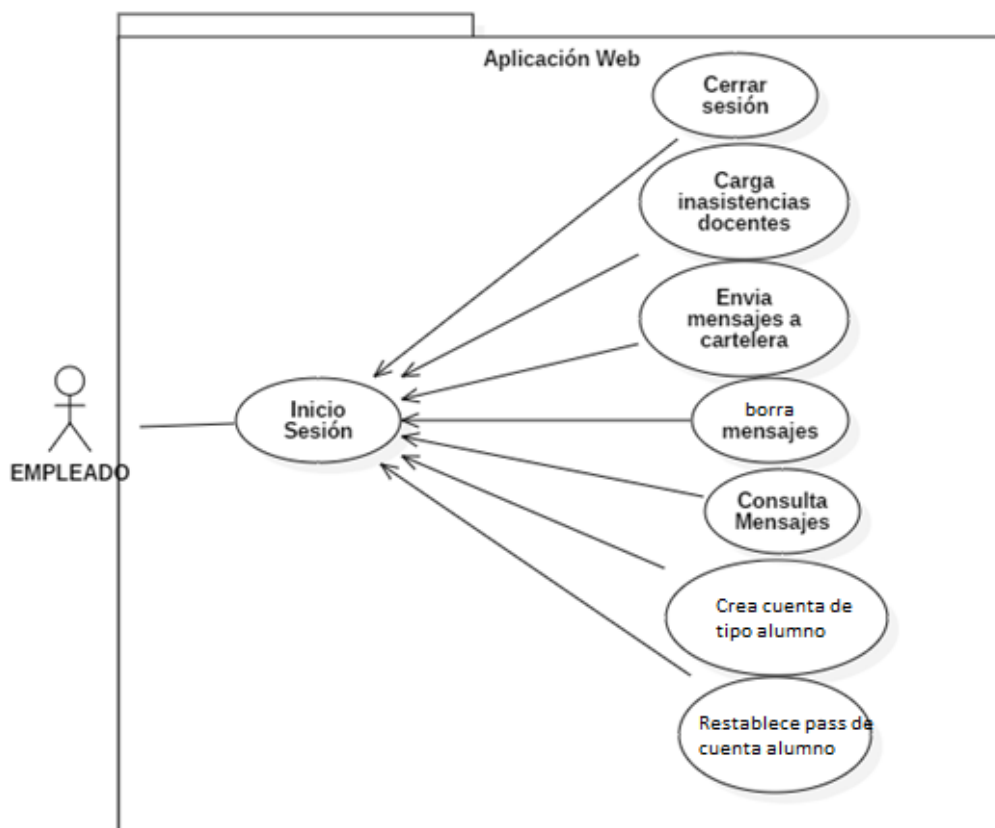 Aplicación Web
Cerrar
sesión
Carga
inasistencias
docentes
Envia
mensajes a
cartelera
Inicio
Sesión
EMPLEADO
borra
mensajes
Consulta
Mensajes
Crea cuenta de
tipo alumno
Restablece pass de
cuenta alumno